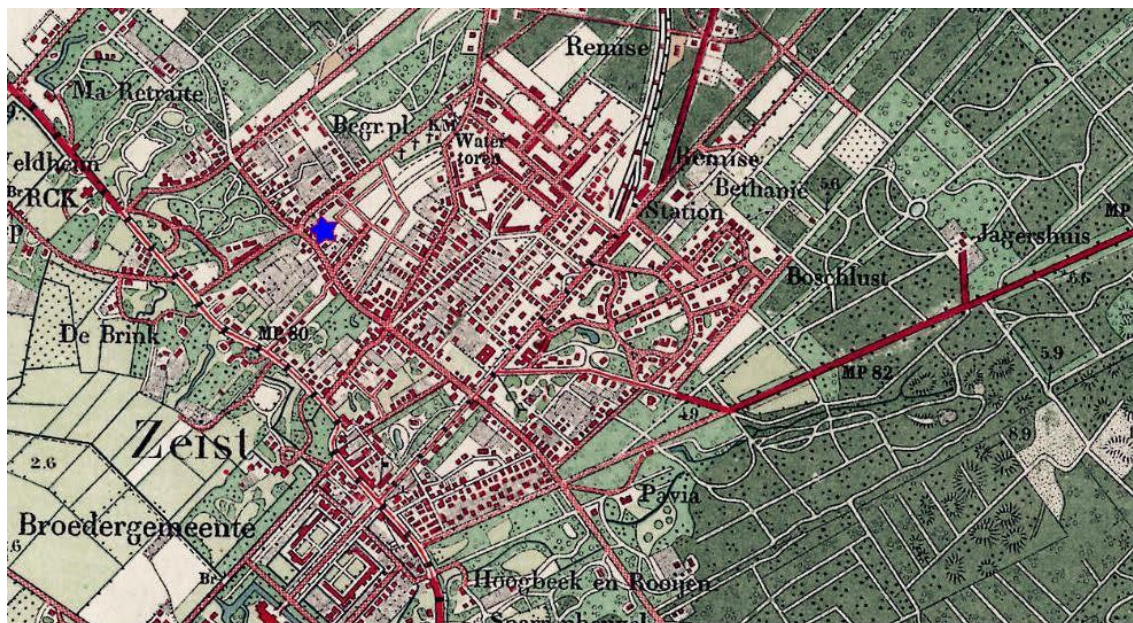 Remise
Ma Retraite
Begr. pl.
Water
toren
Veldheim
RCK
Br.
Remise
Bethanië
5.6
Station
MP
Jagershuis
Boschlust
5.6
De Brink
MP 80
5.9
MP 82
4.9
Zeist
8.9
2.6
Pavia
Broedergemeente
Br.
Hoogbeek en Rooijen